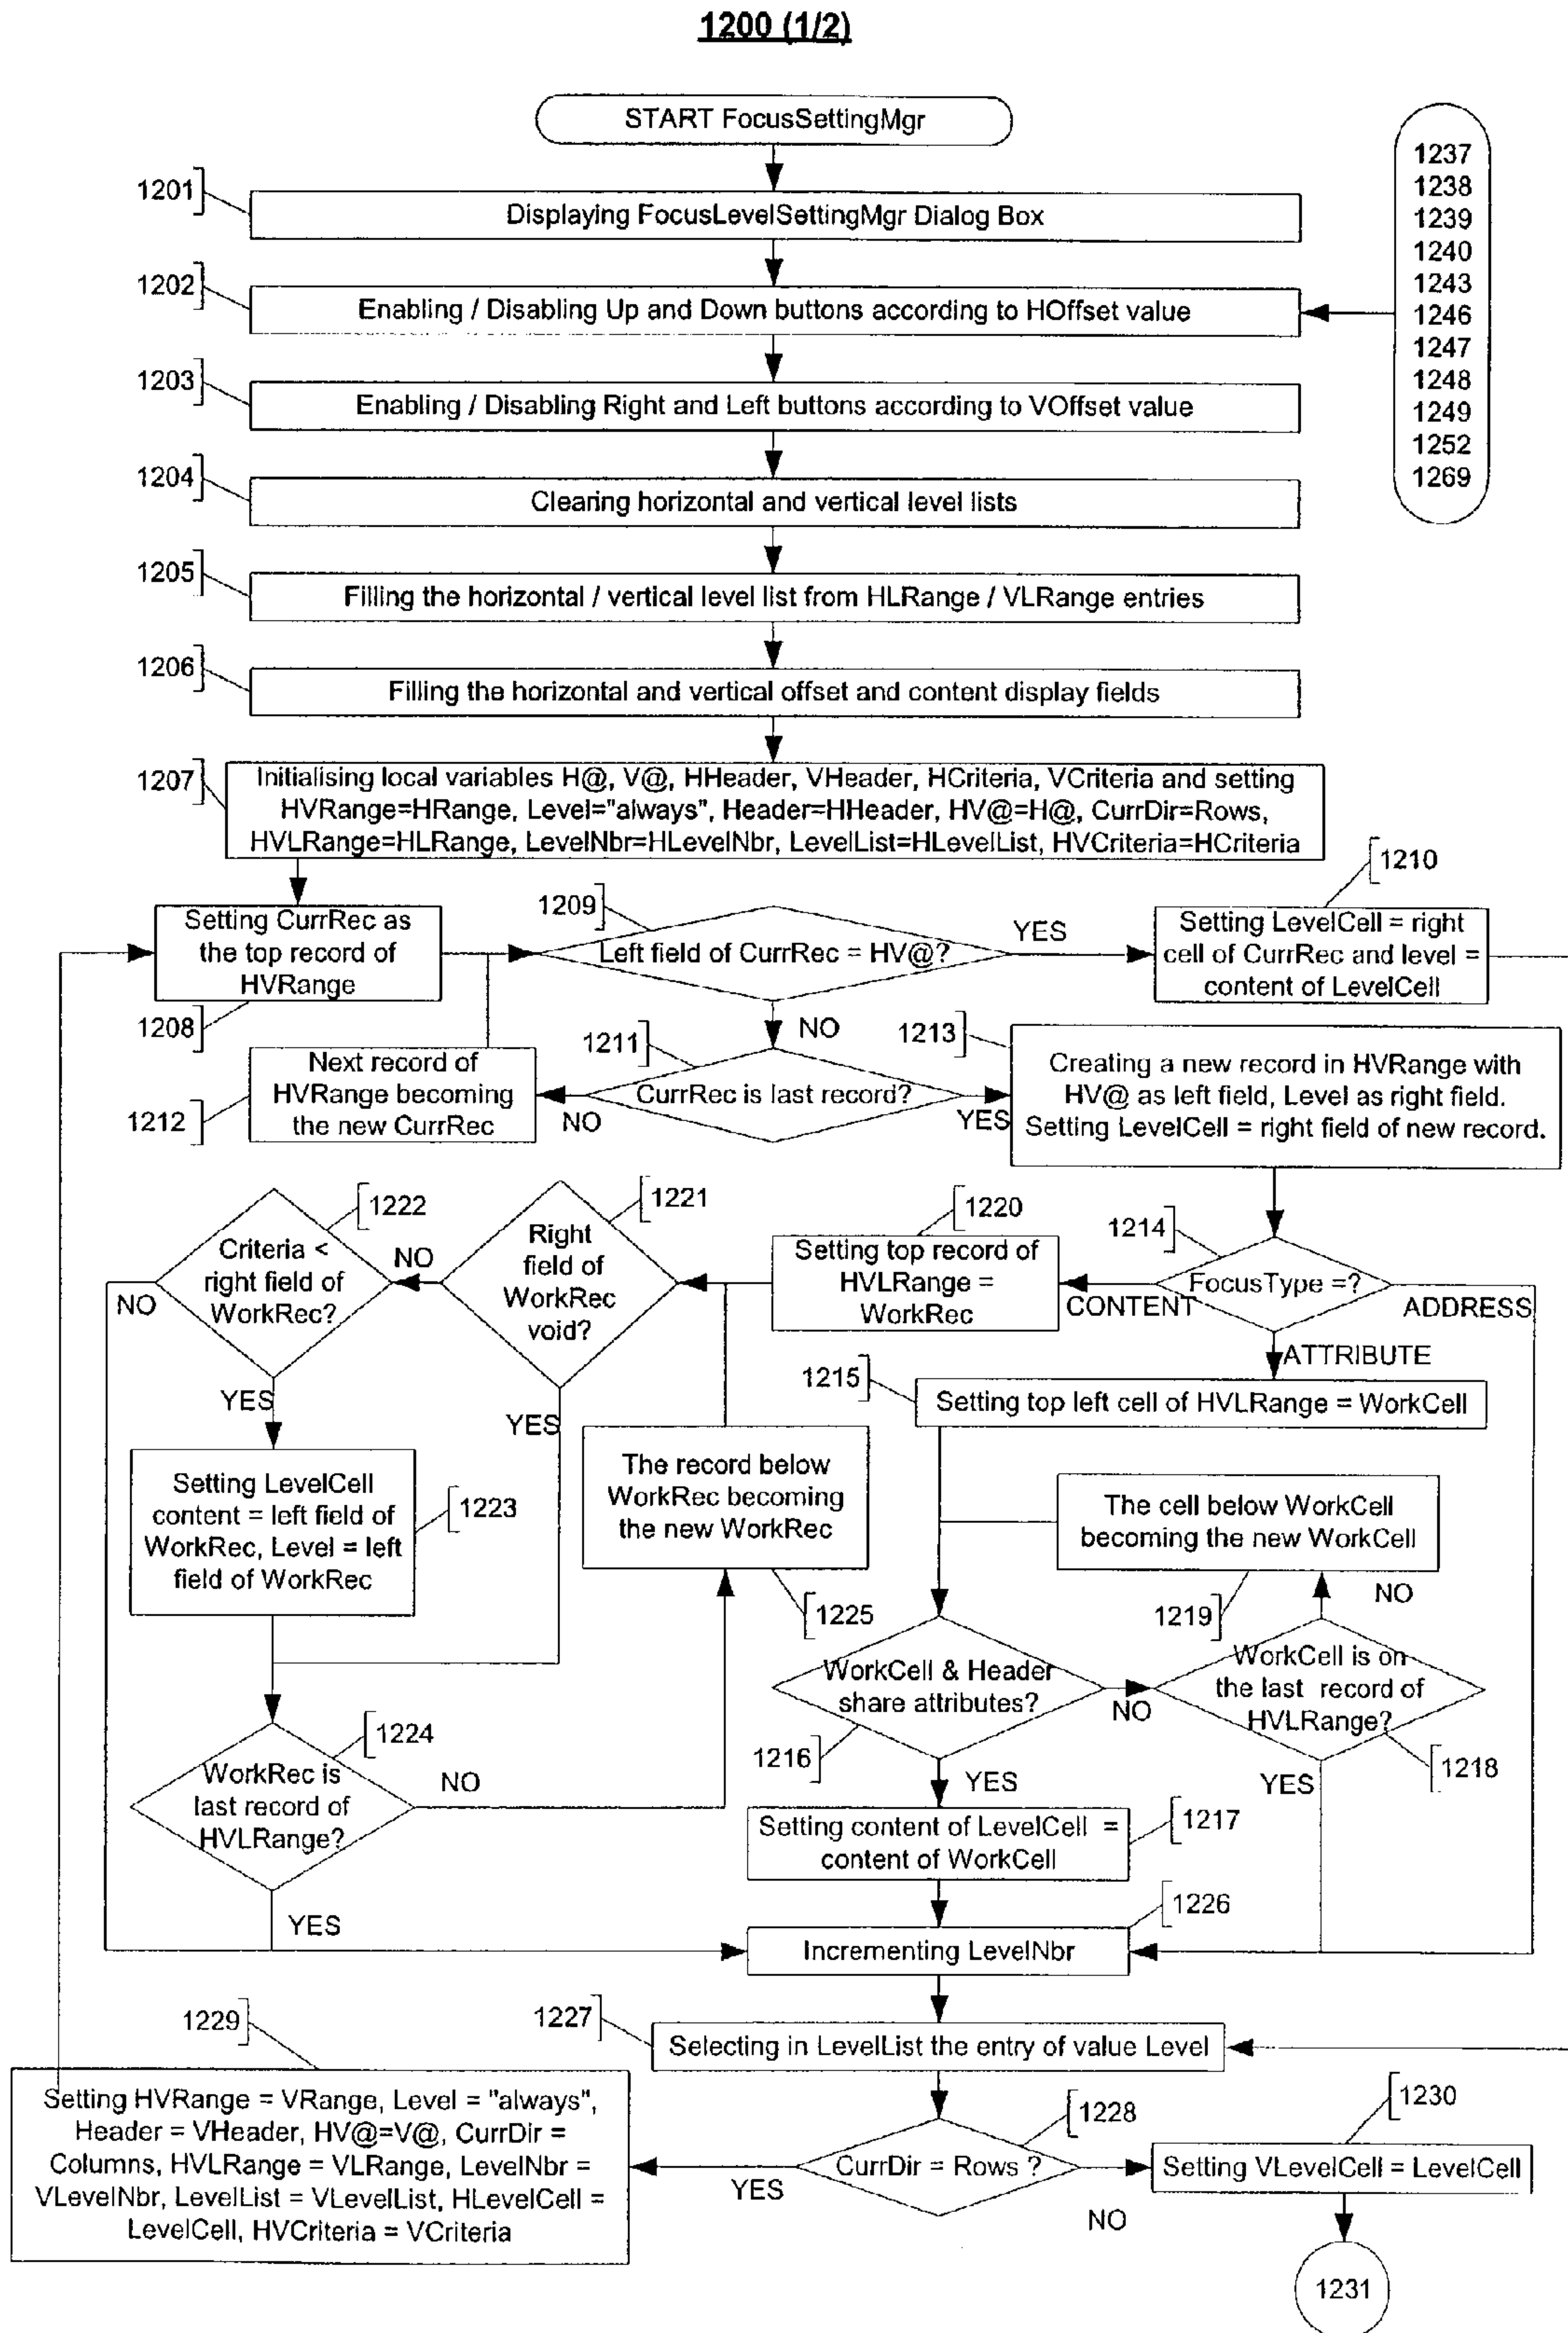 1200 (1/2)
START FocusSettingMgr
1237
1238
1239
1240
1243
1246
1247
1248
1249
1252
1269
1201
Displaying FocusLevelSettingMgr Dialog Box
1202
Enabling / Disabling Up and Down buttons according to HOffset value
1203
Enabling / Disabling Right and Left buttons according to VOffset value
1204
Clearing horizontal and vertical level lists
1205
Filling the horizontal / vertical level list from HLRange / VLRange entries
1206
Filling the horizontal and vertical offset and content display fields
1207
Initialising local variables H@, V@, HHeader, VHeader, HCriteria, VCriteria and setting
HVRange=HRange, Level="always", Header=HHeader, HV@=H@, CurrDir=Rows,
HVLRange=HLRange, LevelNbr=HLevelNbr, LevelList=HLevelList, HVCriteria=HCriteria
Setting CurrRec as
the top record of
HVRange
1208
1209
Left field of CurrRec = HV@?
YES
NO
1210
Setting LevelCell = right
cell of CurrRec and level =
content of LevelCell
1211
CurrRec is last record?
NO
YES
Next record of
HVRange becoming
the new CurrRec
1212
1213
Creating a new record in HVRange with
HV@ as left field, Level as right field.
Setting LevelCell = right field of new record.
1214
FocusType =?
CONTENT
ADDRESS
ATTRIBUTE
1220
Setting top record of
HVLRange =
WorkRec
1221
Right
field of
WorkRec
void?
NO
YES
1222
Criteria <
right field of
WorkRec?
NO
YES
1215
Setting top left cell of HVLRange = WorkCell
Setting LevelCell
content = left field of
WorkRec, Level = left
field of WorkRec
1223
The record below
WorkRec becoming
the new WorkRec
1225
The cell below WorkCell
becoming the new WorkCell
1219
NO
WorkCell & Header
share attributes?
1216
NO
YES
WorkCell is on
the last record of
HVLRange?
1218
YES
1224
WorkRec is
last record of
HVLRange?
NO
YES
Setting content of LevelCell =
content of WorkCell
1217
1226
Incrementing LevelNbr
1227
Selecting in LevelList the entry of value Level
1229
Setting HVRange = VRange, Level = "always",
Header = VHeader, HV@=V@, CurrDir =
Columns, HVLRange = VLRange, LevelNbr =
VLevelNbr, LevelList = VLevelList, HLevelCell =
LevelCell, HVCriteria = VCriteria
1228
CurrDir = Rows ?
YES
NO
1230
Setting VLevelCell = LevelCell
1231